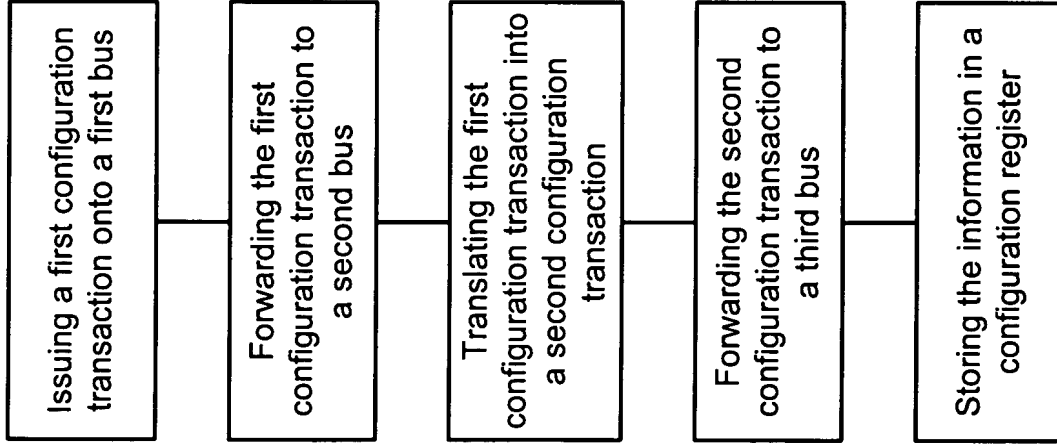 Issuing a first configuration
transaction onto a first bus
Forwarding the first
configuration transaction to
a second bus
Translating the first
configuration transaction into
a second configuration
transaction
Forwarding the second
configuration transaction to
a third bus
Storing the information in a
configuration register